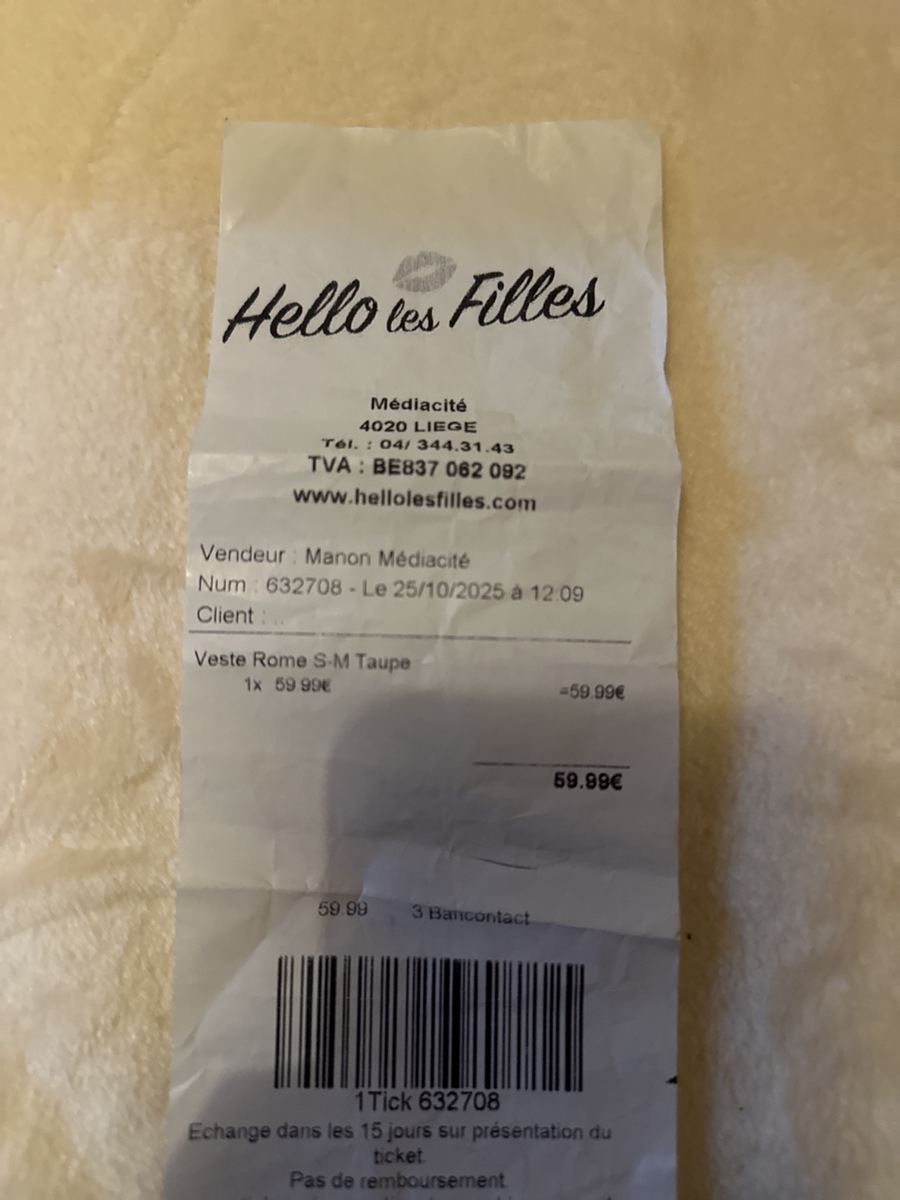 Hello les Filles
Médiacité
4020 LIEGE
Tél. : 04/ 344.31.43
TVA : BE837 062 092
www.hellolesfilles.com
Vendeur : Manon Médiacité
Num : 632708 - Le 25/10/2025 à 12:09
Client : ..
Veste Rome S-M Taupe
1x 59.99€ =59.99€
59.99€
59.99 3 Bancontact
1Tick 632708
Echange dans les 15 jours sur présentation du
ticket.
Pas de remboursement.